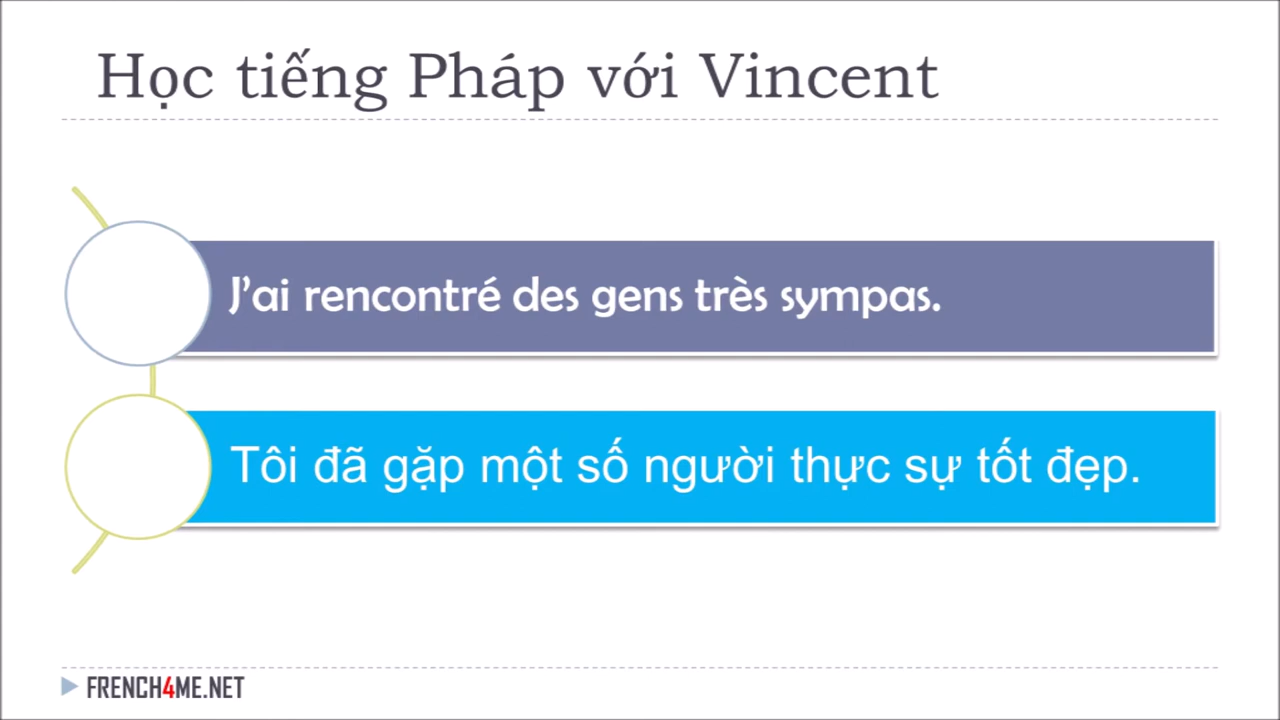 Học tiếng Pháp với Vincent
J’ai rencontré des gens très sympas.
Tôi đã gặp một số người thực sự tốt đẹp.
FRENCH4ME.NET